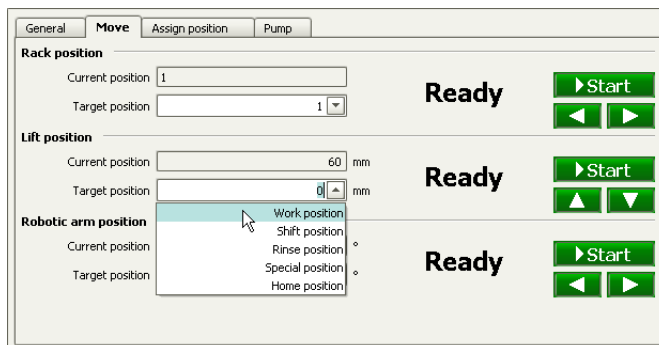 General Move Assign position Pump
Rack position
Current position 1
Ready
Start
Target position 1
Lift position
Current position 60 mm
Ready
Start
Target position 0 mm
Work position
Shift position
Rinse position
Special position
Home position
Robotic arm position
Current position °
Ready
Start
Target position °